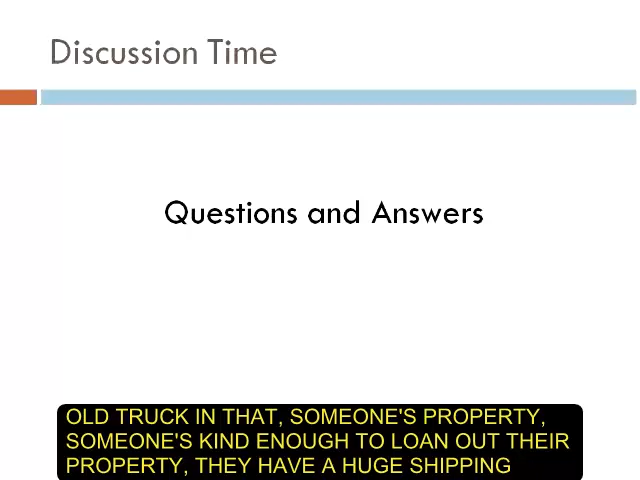 Discussion Time
Questions and Answers
OLD TRUCK IN THAT, SOMEONE'S PROPERTY,
SOMEONE'S KIND ENOUGH TO LOAN OUT THEIR
PROPERTY, THEY HAVE A HUGE SHIPPING